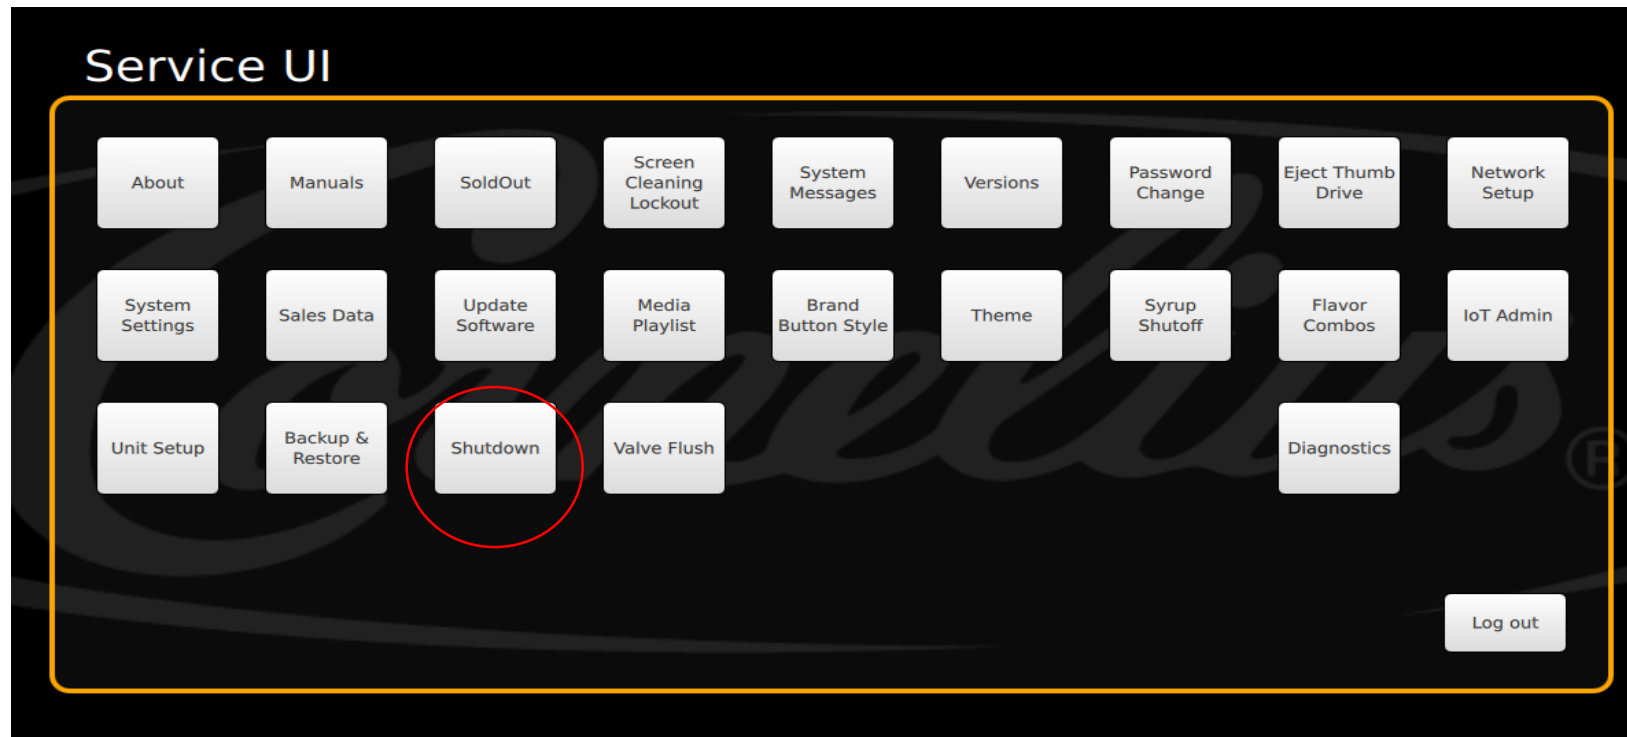 Service UI
About
Manuals
SoldOut
Screen
Cleaning
Lockout
System
Messages
Versions
Password
Change
Eject Thumb
Drive
Network
Setup
System
Settings
Sales Data
Update
Software
Media
Playlist
Brand
Button Style
Theme
Syrup
Shutoff
Flavor
Combos
IoT Admin
Unit Setup
Backup &
Restore
Shutdown
Valve Flush
Diagnostics
Cornelius®
Log out